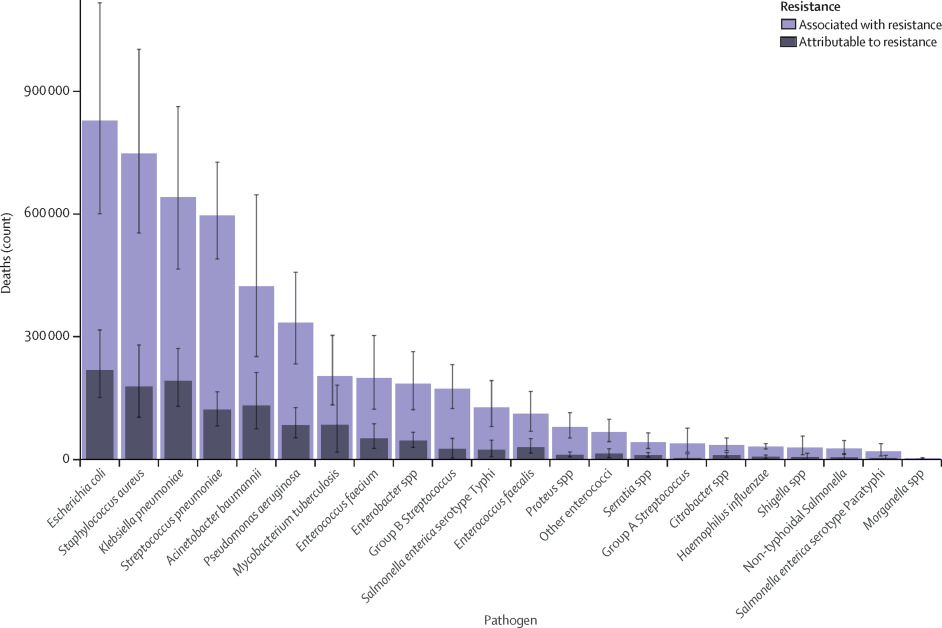 Resistance
Associated with resistance
Attributable to resistance
900 000
600 000
300 000
0
Deaths (count)
Escherichia coli
Staphylococcus aureus
Klebsiella pneumoniae
Streptococcus pneumoniae
Acinetobacter baumannii
Pseudomonas aeruginosa
Mycobacterium tuberculosis
Enterococcus faecium
Enterobacter spp
Group B Streptococcus
Salmonella enterica serotype Typhi
Enterococcus faecalis
Proteus spp
Other enterococci
Serratia spp
Group A Streptococcus
Citrobacter spp
Haemophilus influenzae
Shigella spp
Non-typhoidal Salmonella
Salmonella enterica serotype Paratyphi
Morganella spp
Pathogen